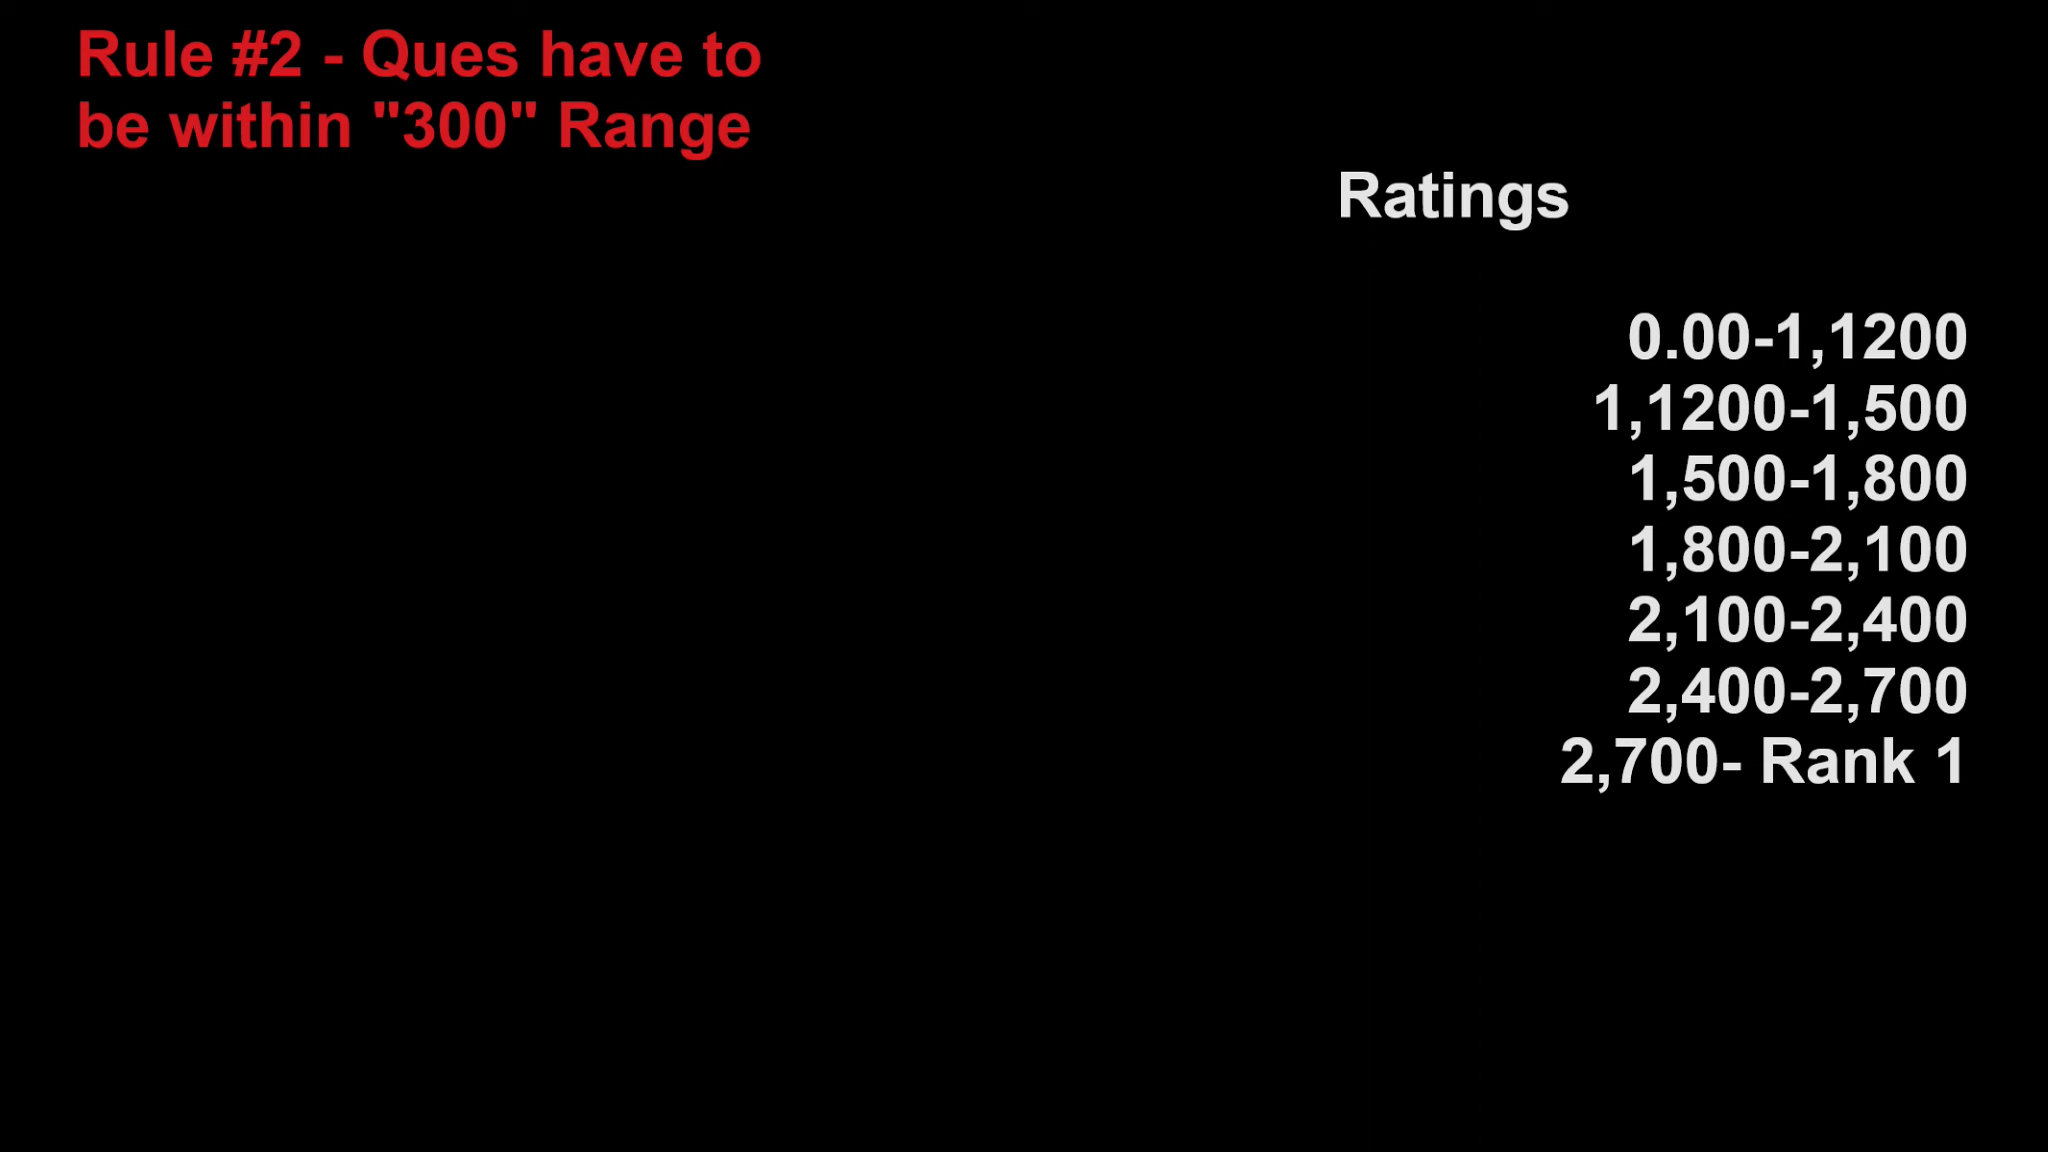 Rule #2 - Ques have to
be within "300" Range
Ratings
0.00-1,1200
1,1200-1,500
1,500-1,800
1,800-2,100
2,100-2,400
2,400-2,700
2,700- Rank 1